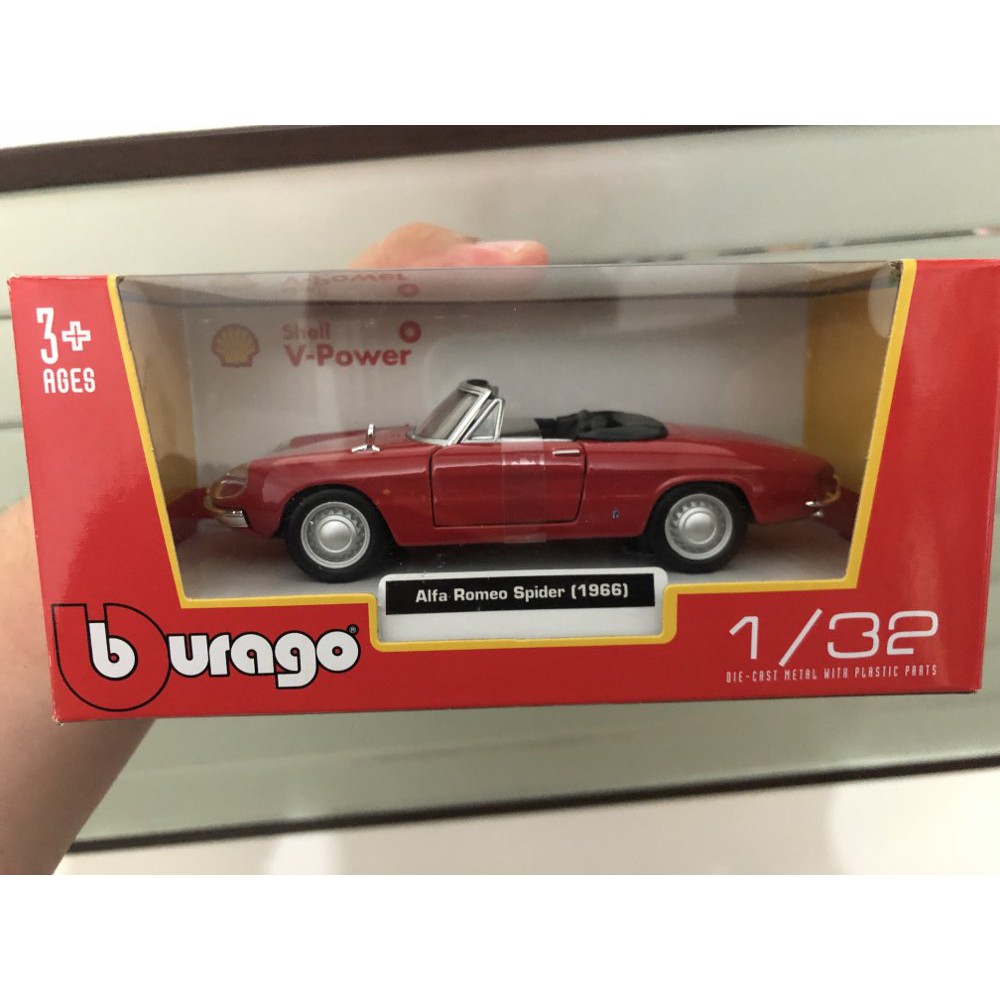 3+
AGES
Shell
V-Power
Alfa Romeo Spider (1966)
burago®
1/32
DIE-CAST METAL WITH PLASTIC PARTS